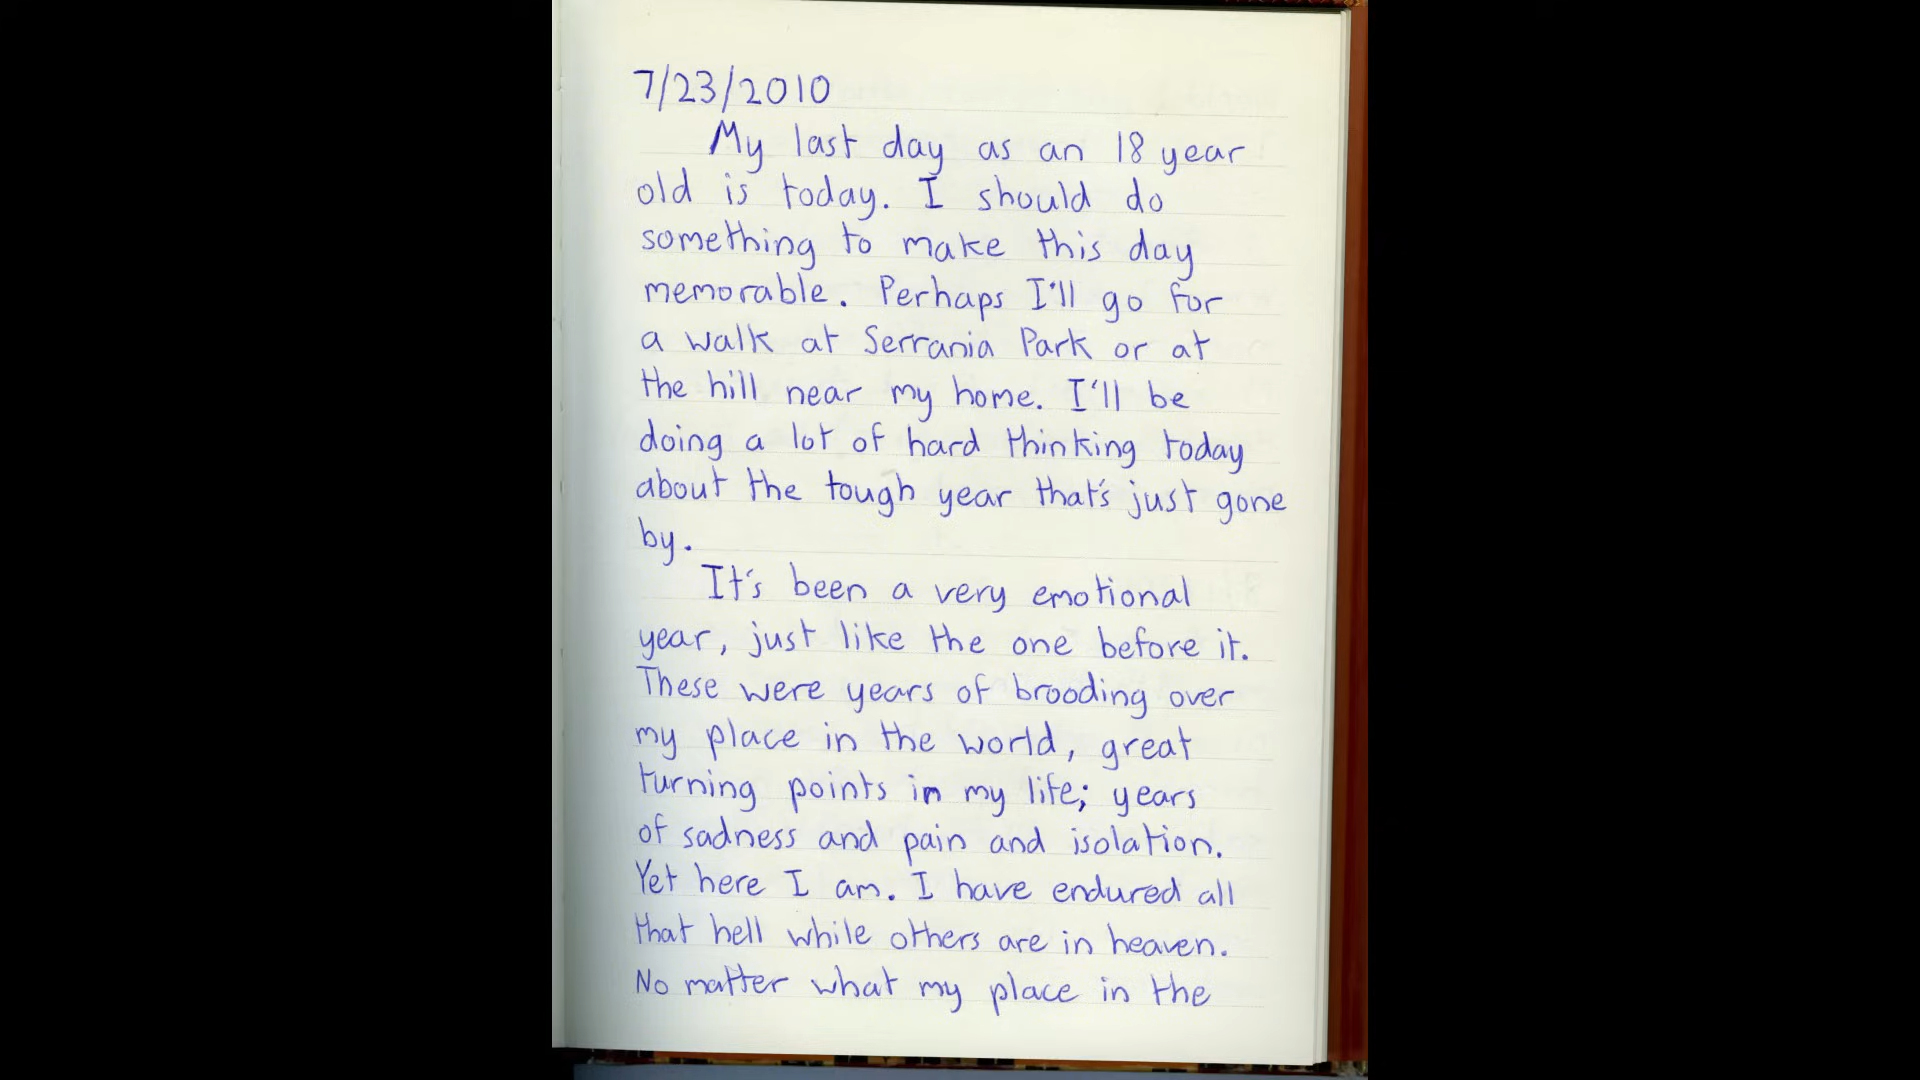 7/23/2010
My last day as an 18 year
old is today. I should do
something to make this day
memorable. Perhaps I'll go for
a walk at Serrania Park or at
the hill near my home. I'll be
doing a lot of hard thinking today
about the tough year that's just gone
by.
It's been a very emotional
year, just like the one before it.
These were years of brooding over
my place in the world, great
turning points in my life; years
of sadness and pain and isolation.
Yet here I am. I have endured all
that hell while others are in heaven.
No matter what my place in the